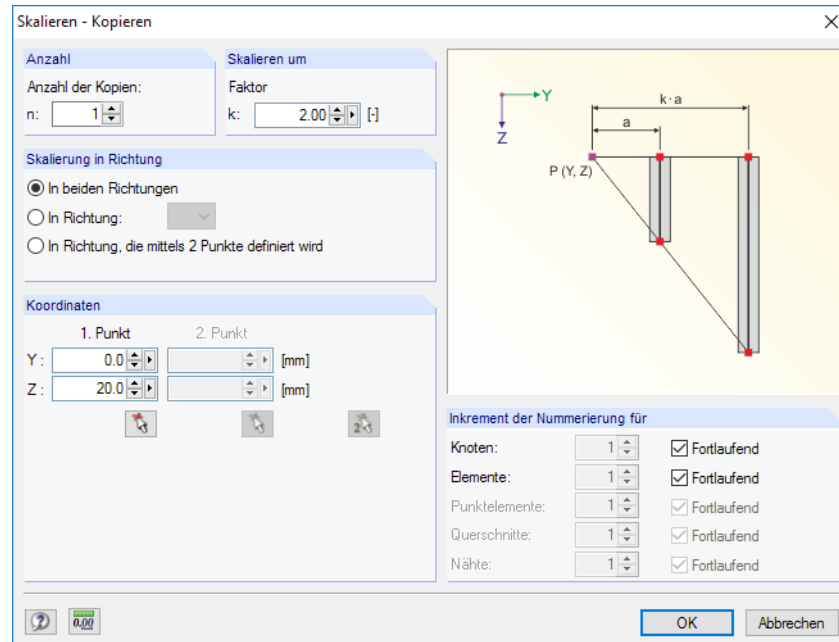 Skalieren - Kopieren
Anzahl
Anzahl der Kopien:
n: 1
Skalieren um
Faktor
k: 2.00 [-]
Skalierung in Richtung
In beiden Richtungen
In Richtung:
In Richtung, die mittels 2 Punkte definiert wird
Koordinaten
1. Punkt 2. Punkt
Y : 0.0 [mm]
Z : 20.0 [mm]
2
Y
Z
k·a
a
P (Y, Z)
Inkrement der Nummerierung für
Knoten: 1 Fortlaufend
Elemente: 1 Fortlaufend
Punktelemente: 1 Fortlaufend
Querschnitte: 1 Fortlaufend
Nähte: 1 Fortlaufend
? 0.00
OK Abbrechen